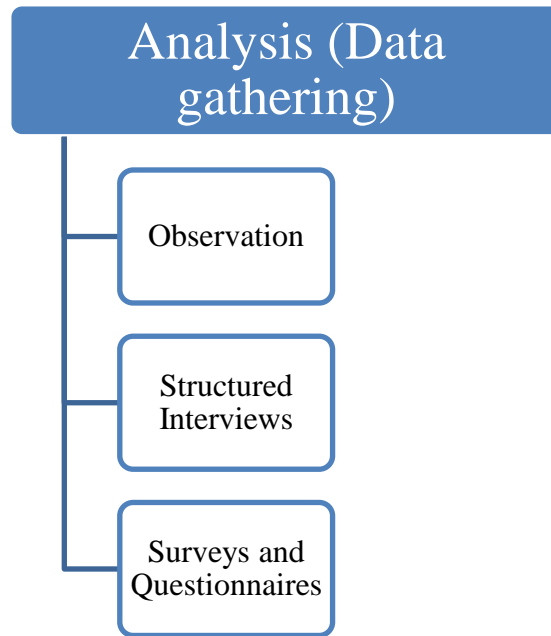 Analysis (Data
gathering)
Observation
Structured
Interviews
Surveys and
Questionnaires